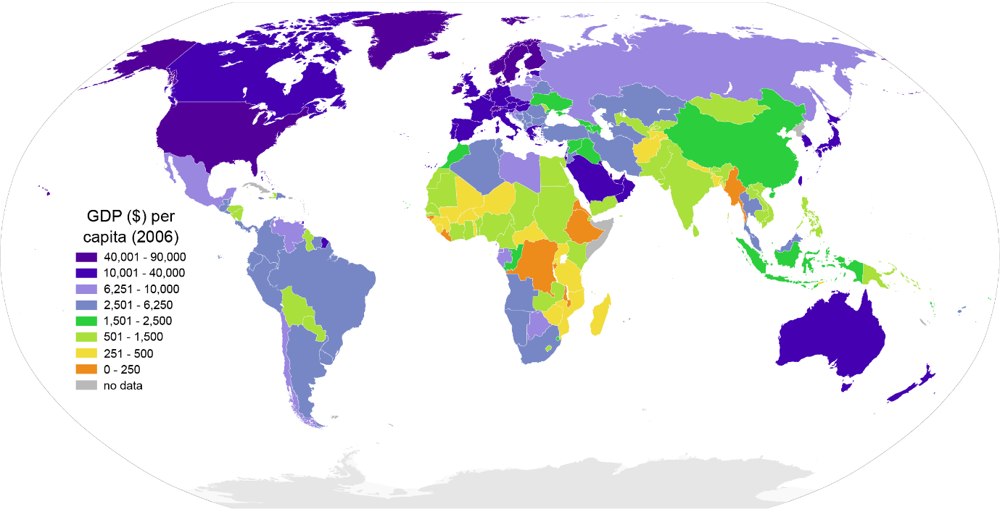 GDP ($) per
capita (2006)
40,001 - 90,000
10,001 - 40,000
6,251 - 10,000
2,501 - 6,250
1,501 - 2,500
501 - 1,500
251 - 500
0 - 250
no data